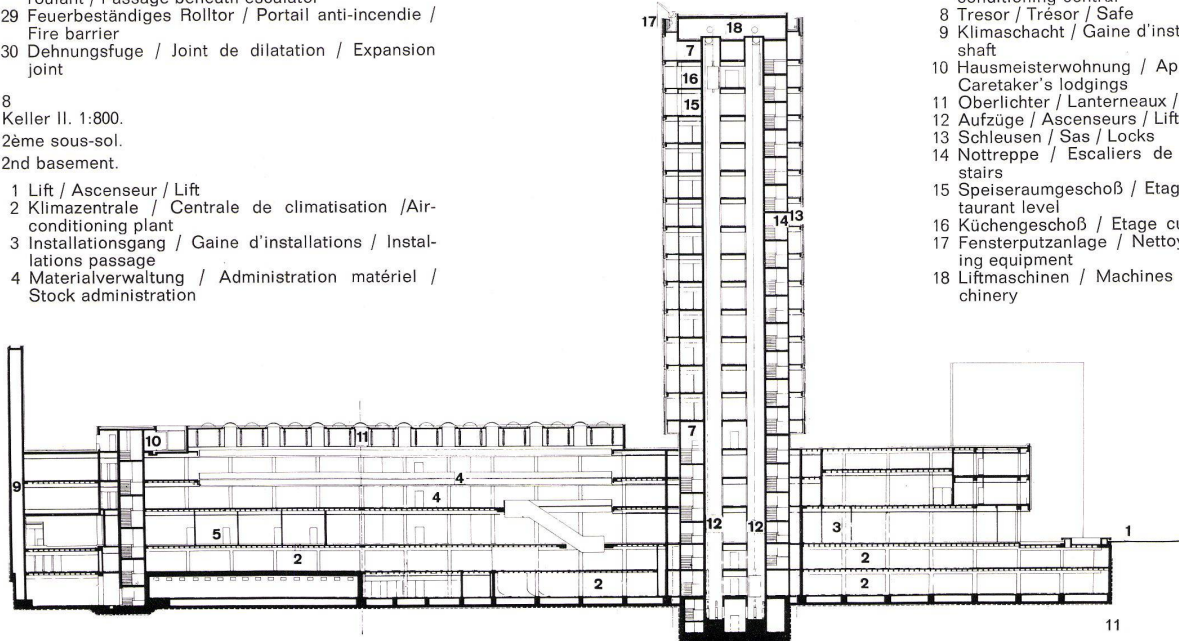 29 Feuerbeständiges Rolltor / Portail anti-incendie /
Fire barrier
30 Dehnungsfuge / Joint de dilatation / Expansion
joint
8
Keller II. 1:800.
2ème sous-sol.
2nd basement.
1 Lift / Ascenseur / Lift
2 Klimazentrale / Centrale de climatisation /Air-
conditioning plant
3 Installationsgang / Gaine d'installations / Instal-
lations passage
4 Materialverwaltung / Administration matériel /
Stock administration
8 Tresor / Trésor / Safe
9 Klimaschacht / Gaine d'inst
shaft
10 Hausmeisterwohnung / Ap
Caretaker's lodgings
11 Oberlichter / Lanterneaux /
12 Aufzüge / Ascenseurs / Lift
13 Schleusen / Sas / Locks
14 Nottreppe / Escaliers de
stairs
15 Speiseraumgeschoß / Etag
taurant level
16 Küchengeschoß / Etage cu
17 Fensterputzanlage / Nettoy
ing equipment
18 Liftmaschinen / Machines
chinery
17
18
7
16
15
14 13
7
10
11
4
9
4
5
12
12
3
1
2
2
2
2
11